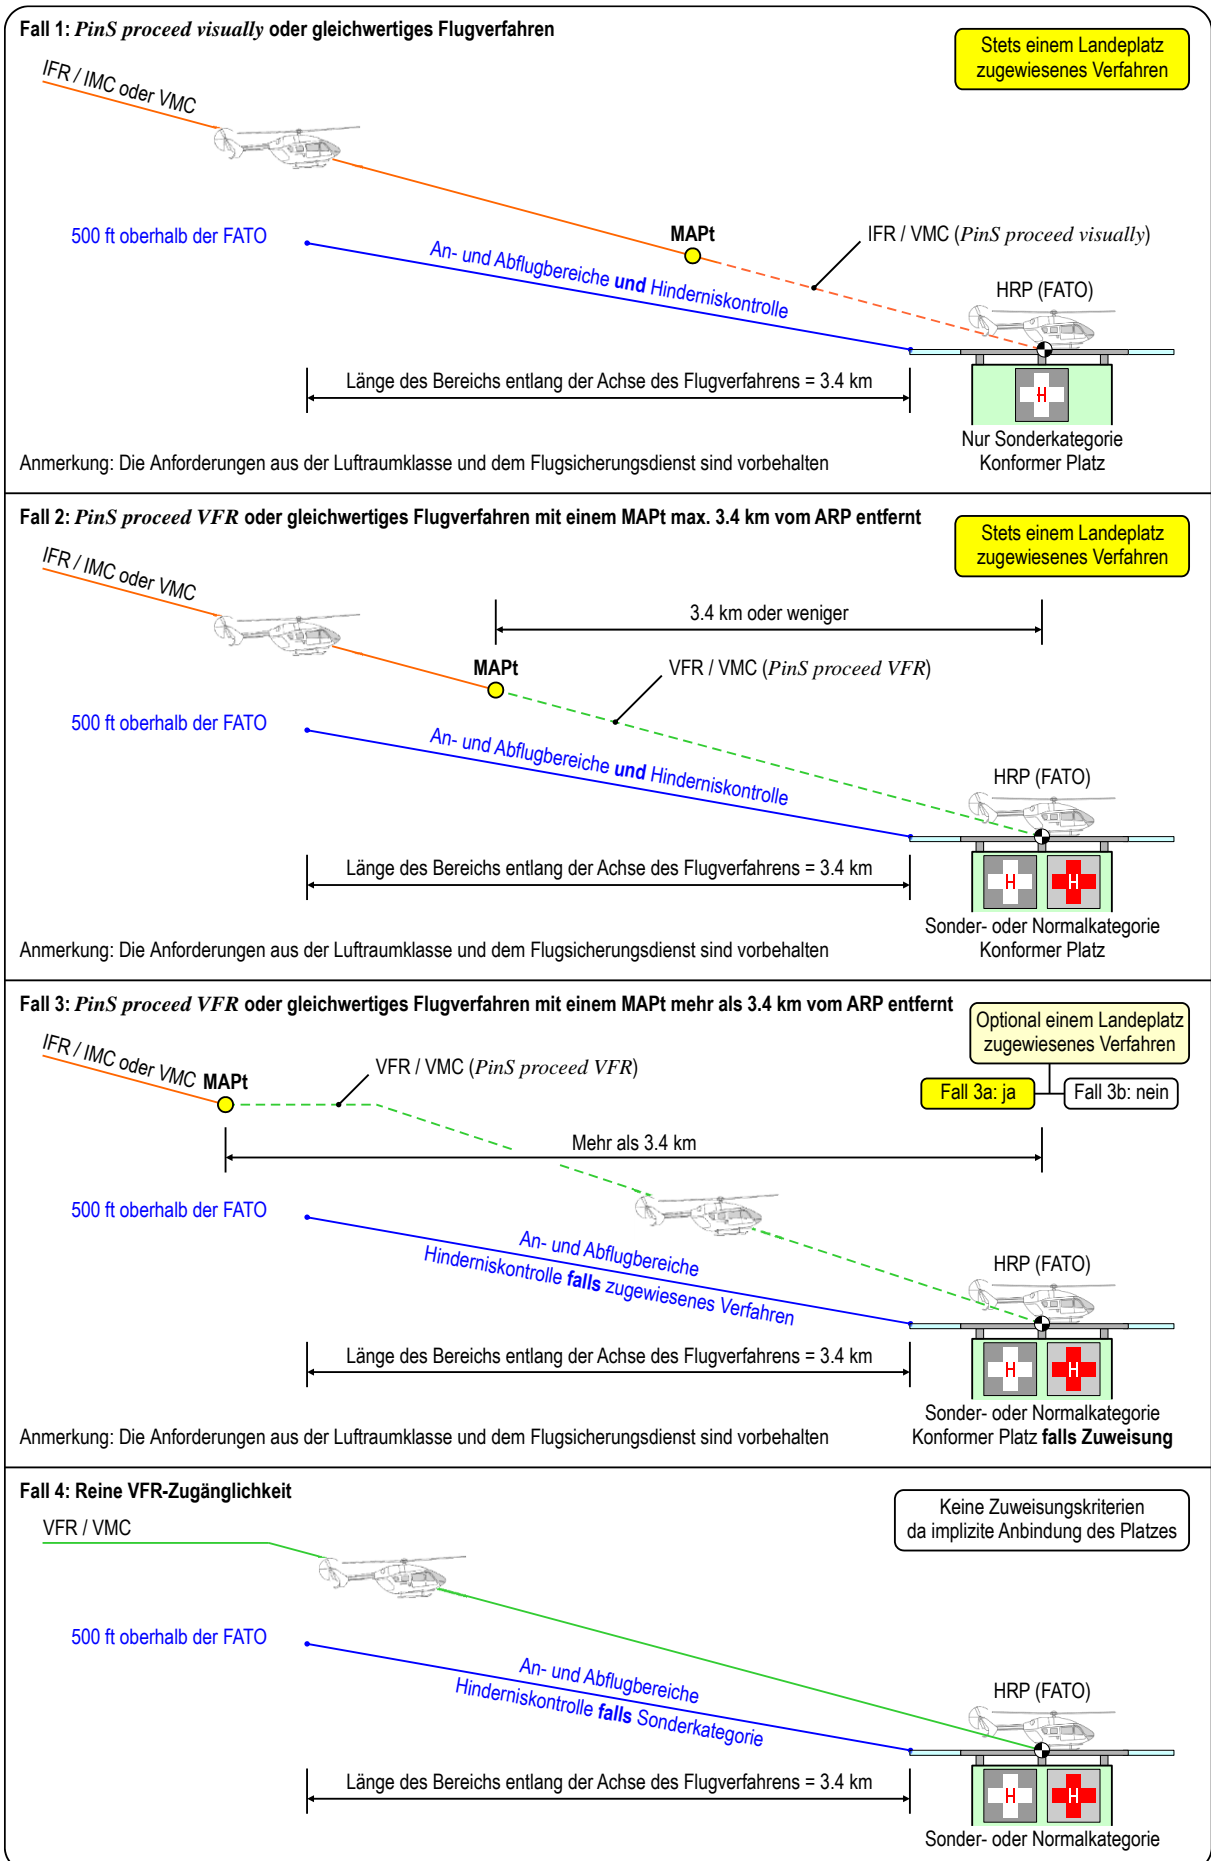 Fall 1: PinS proceed visually oder gleichwertiges Flugverfahren
Stets einem Landeplatz
zugewiesenes Verfahren
IFR / IMC oder VMC
500 ft oberhalb der FATO
MAPt
IFR / VMC (PinS proceed visually)
An- und Abflugbereiche und Hinderniskontrolle
HRP (FATO)
Länge des Bereichs entlang der Achse des Flugverfahrens = 3.4 km
H
Nur Sonderkategorie
Konformer Platz
Anmerkung: Die Anforderungen aus der Luftraumklasse und dem Flugsicherungsdienst sind vorbehalten
Fall 2: PinS proceed VFR oder gleichwertiges Flugverfahren mit einem MAPt max. 3.4 km vom ARP entfernt
Stets einem Landeplatz
zugewiesenes Verfahren
IFR / IMC oder VMC
3.4 km oder weniger
MAPt
VFR / VMC (PinS proceed VFR)
500 ft oberhalb der FATO
An- und Abflugbereiche und Hinderniskontrolle
HRP (FATO)
Länge des Bereichs entlang der Achse des Flugverfahrens = 3.4 km
H H
Sonder- oder Normalkategorie
Konformer Platz
Anmerkung: Die Anforderungen aus der Luftraumklasse und dem Flugsicherungsdienst sind vorbehalten
Fall 3: PinS proceed VFR oder gleichwertiges Flugverfahren mit einem MAPt mehr als 3.4 km vom ARP entfernt
Optional einem Landeplatz
zugewiesenes Verfahren
Fall 3a: ja
Fall 3b: nein
IFR / IMC oder VMC
MAPt
VFR / VMC (PinS proceed VFR)
Mehr als 3.4 km
500 ft oberhalb der FATO
An- und Abflugbereiche
Hinderniskontrolle falls zugewiesenes Verfahren
HRP (FATO)
Länge des Bereichs entlang der Achse des Flugverfahrens = 3.4 km
H H
Sonder- oder Normalkategorie
Konformer Platz falls Zuweisung
Anmerkung: Die Anforderungen aus der Luftraumklasse und dem Flugsicherungsdienst sind vorbehalten
Fall 4: Reine VFR-Zugänglichkeit
Keine Zuweisungskriterien
da implizite Anbindung des Platzes
VFR / VMC
500 ft oberhalb der FATO
An- und Abflugbereiche
Hinderniskontrolle falls Sonderkategorie
HRP (FATO)
Länge des Bereichs entlang der Achse des Flugverfahrens = 3.4 km
H H
Sonder- oder Normalkategorie